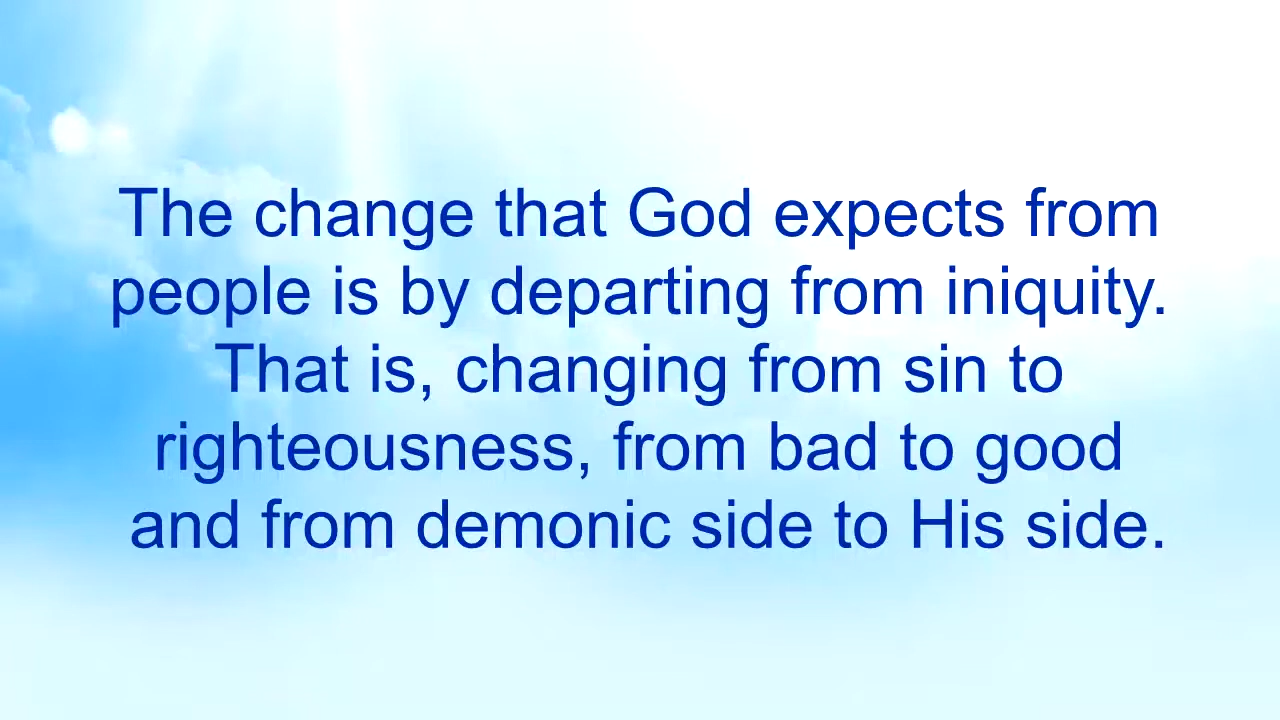 The change that God expects from
people is by departing from iniquity.
That is, changing from sin to
righteousness, from bad to good
and from demonic side to His side.